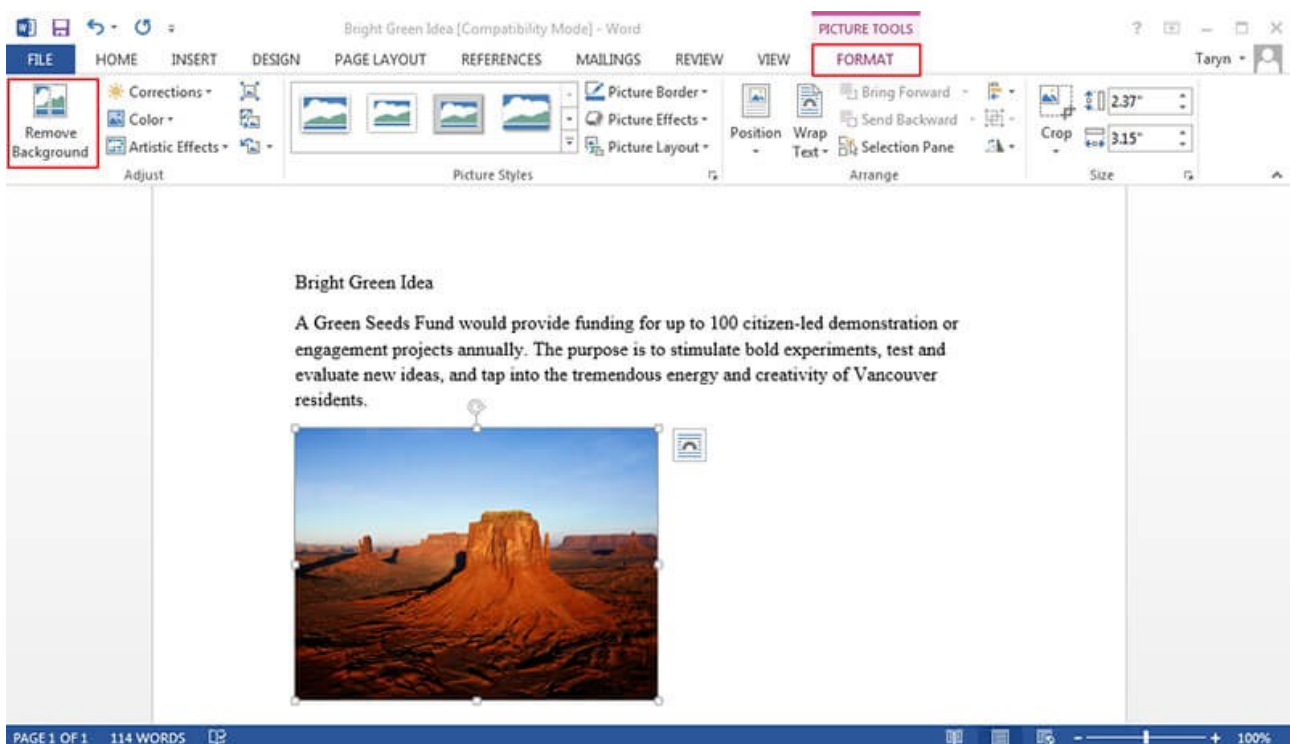 Bright Green Idea [Compatibility Mode] - Word
PICTURE TOOLS
?
FILE HOME INSERT DESIGN PAGE LAYOUT REFERENCES MAILINGS REVIEW VIEW FORMAT Taryn
Remove Background
Corrections
Color
Artistic Effects
Adjust
Picture Border
Picture Effects
Picture Layout
Picture Styles
Position
Wrap Text
Bring Forward
Send Backward
Selection Pane
Arrange
Crop
2.37"
3.15"
Size
Bright Green Idea
A Green Seeds Fund would provide funding for up to 100 citizen-led demonstration or
engagement projects annually. The purpose is to stimulate bold experiments, test and
evaluate new ideas, and tap into the tremendous energy and creativity of Vancouver
residents.
PAGE 1 OF 1 114 WORDS 100%